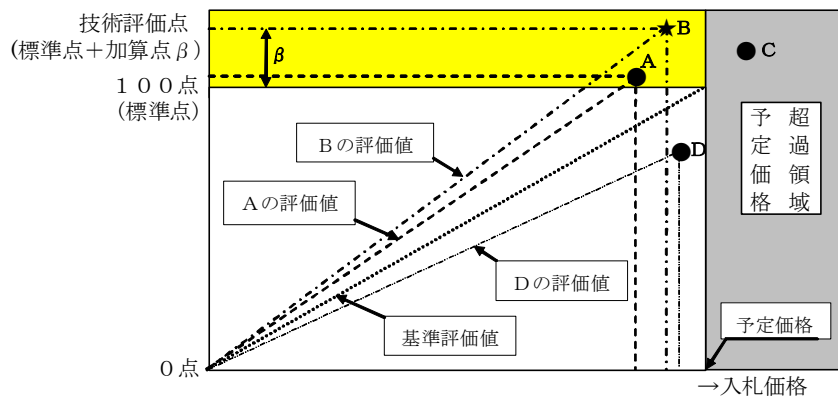 技術評価点
(標準点+加算点β)
β
B
C
A
100点
(標準点)
D
予定価格
超過領域
Bの評価値
Aの評価値
Dの評価値
基準評価値
予定価格
0点
→入札価格